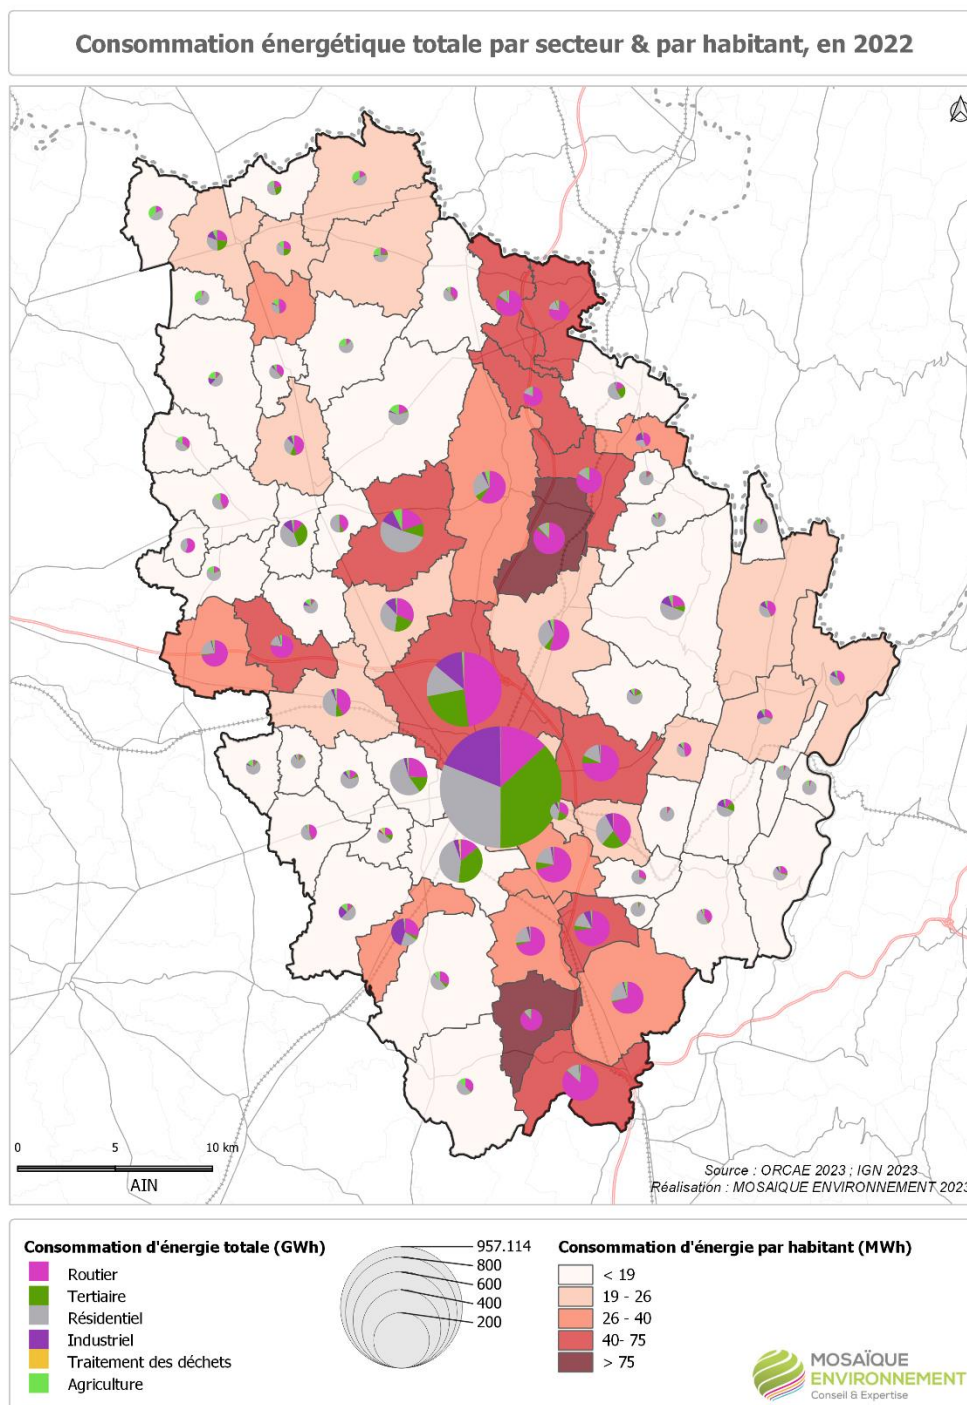 Consommation énergétique totale par secteur & par habitant, en 2022
0 5 10 km
AIN
Source : ORCAE 2023 ; IGN 2023
Réalisation : MOSAIQUE ENVIRONNEMENT 2023
Consommation d'énergie totale (GWh)
Routier
Tertiaire
Résidentiel
Industriel
Traitement des déchets
Agriculture
957.114
800
600
400
200
Consommation d'énergie par habitant (MWh)
< 19
19 - 26
26 - 40
40- 75
> 75
MOSAÏQUE
ENVIRONNEMENT
Conseil & Expertise